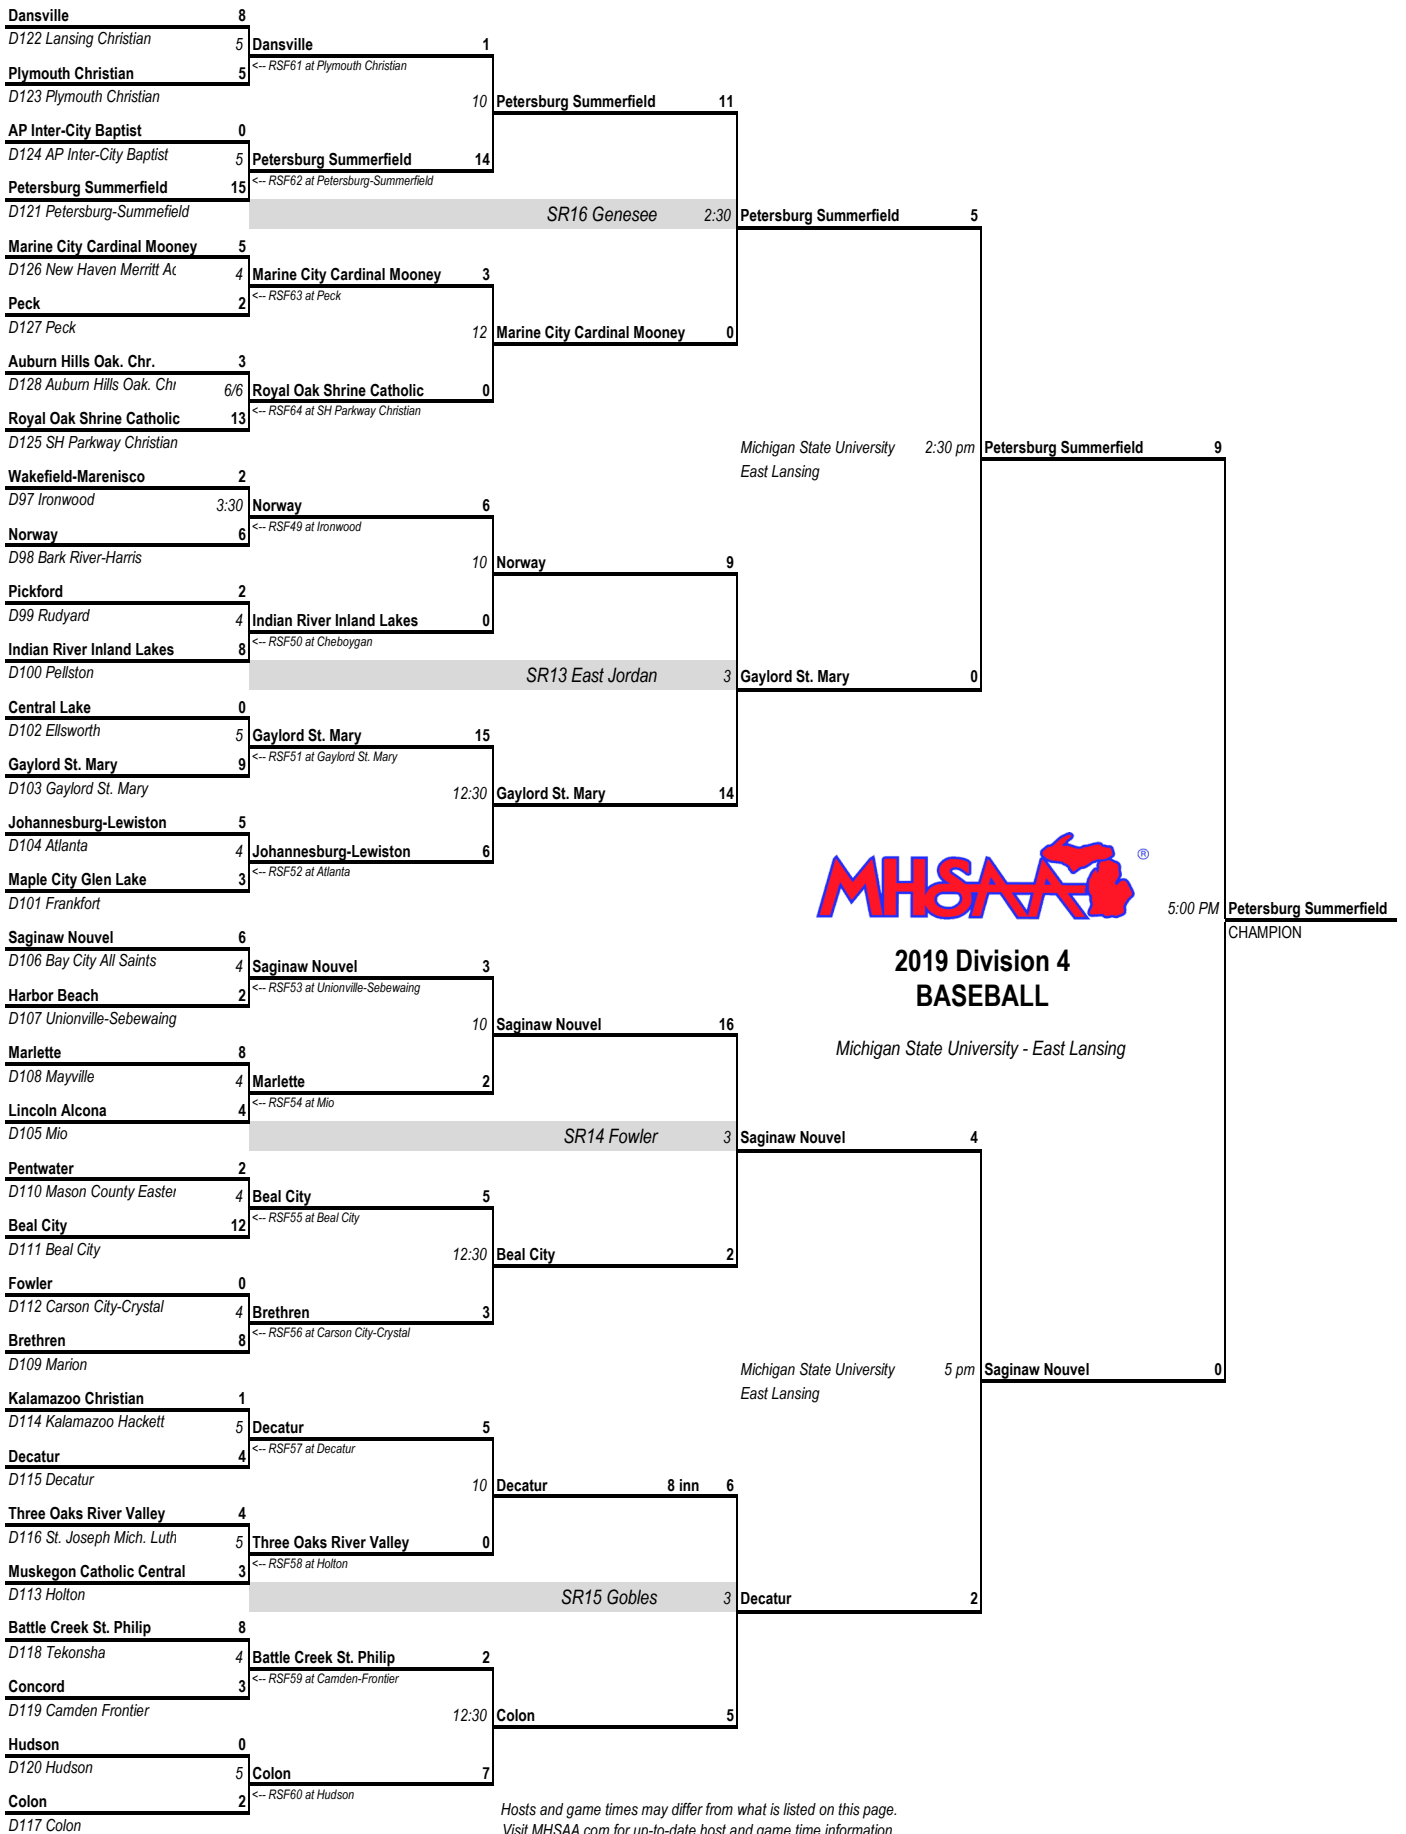 Dansville 8
D122 Lansing Christian
5 Dansville 1
<-- RSF61 at Plymouth Christian
Plymouth Christian 5
D123 Plymouth Christian
10 Petersburg Summerfield 11
AP Inter-City Baptist 0
D124 AP Inter-City Baptist
5 Petersburg Summerfield 14
<-- RSF62 at Petersburg-Summerfield
Petersburg Summerfield 15
D121 Petersburg-Summefield
SR16 Genesee 2:30 Petersburg Summerfield 5
Marine City Cardinal Mooney 5
D126 New Haven Merritt Ac
4 Marine City Cardinal Mooney 3
<-- RSF63 at Peck
Peck 2
D127 Peck
12 Marine City Cardinal Mooney 0
Auburn Hills Oak. Chr. 3
D128 Auburn Hills Oak. Chr
6/6 Royal Oak Shrine Catholic 0
<-- RSF64 at SH Parkway Christian
Royal Oak Shrine Catholic 13
D125 SH Parkway Christian
Michigan State University 2:30 pm Petersburg Summerfield 9
East Lansing
Wakefield-Marenisco 2
D97 Ironwood
3:30 Norway 6
<-- RSF49 at Ironwood
Norway 6
D98 Bark River-Harris
10 Norway 9
Pickford 2
D99 Rudyard
4 Indian River Inland Lakes 0
<-- RSF50 at Cheboygan
Indian River Inland Lakes 8
D100 Pellston
SR13 East Jordan 3 Gaylord St. Mary 0
Central Lake 0
D102 Ellsworth
5 Gaylord St. Mary 15
<-- RSF51 at Gaylord St. Mary
Gaylord St. Mary 9
D103 Gaylord St. Mary
12:30 Gaylord St. Mary 14
Johannesburg-Lewiston 5
D104 Atlanta
4 Johannesburg-Lewiston 6
<-- RSF52 at Atlanta
Maple City Glen Lake 3
D101 Frankfort
MHSAA ®
5:00 PM Petersburg Summerfield
CHAMPION
2019 Division 4
BASEBALL
Michigan State University - East Lansing
Saginaw Nouvel 6
D106 Bay City All Saints
4 Saginaw Nouvel 3
<-- RSF53 at Unionville-Sebewaing
Harbor Beach 2
D107 Unionville-Sebewaing
10 Saginaw Nouvel 16
Marlette 8
D108 Mayville
4 Marlette 2
<-- RSF54 at Mio
Lincoln Alcona 4
D105 Mio
SR14 Fowler 3 Saginaw Nouvel 4
Pentwater 2
D110 Mason County Easter
4 Beal City 5
<-- RSF55 at Beal City
Beal City 12
D111 Beal City
12:30 Beal City 2
Fowler 0
D112 Carson City-Crystal
4 Brethren 3
<-- RSF56 at Carson City-Crystal
Brethren 8
D109 Marion
Michigan State University 5 pm Saginaw Nouvel 0
East Lansing
Kalamazoo Christian 1
D114 Kalamazoo Hackett
5 Decatur 5
<-- RSF57 at Decatur
Decatur 4
D115 Decatur
10 Decatur 8 inn 6
Three Oaks River Valley 4
D116 St. Joseph Mich. Luth
5 Three Oaks River Valley 0
<-- RSF58 at Holton
Muskegon Catholic Central 3
D113 Holton
SR15 Gobles 3 Decatur 2
Battle Creek St. Philip 8
D118 Tekonsha
4 Battle Creek St. Philip 2
<-- RSF59 at Camden-Frontier
Concord 3
D119 Camden Frontier
12:30 Colon 5
Hudson 0
D120 Hudson
5 Colon 7
<-- RSF60 at Hudson
Colon 2
D117 Colon
Hosts and game times may differ from what is listed on this page.
Visit MHSAA.com for up-to-date host and game time information.